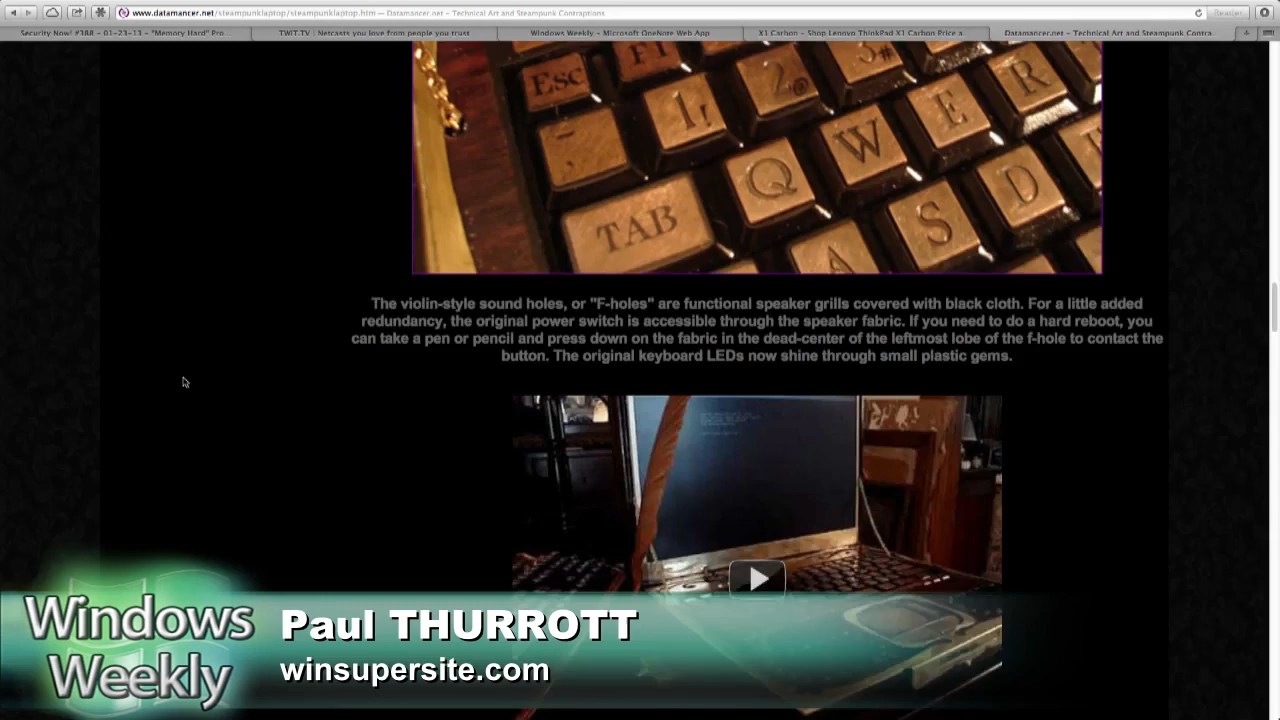 www.datamancer.net/steampunklaptop/steampunklaptop.htm — Datamancer.net – Technical Art and Steampunk Contraptions
Reader
Security Now! #388 – 01-23-13 – "Memory Hard" Pro...
TWiT.TV | Netcasts you love from people you trust
Windows Weekly – Microsoft OneNote Web App
X1 Carbon – Shop Lenovo ThinkPad X1 Carbon Price a...
Datamancer.net – Technical Art and Steampunk Contra...
Esc F1
1! 2@ 3#
Q W E R
TAB A S D
The violin-style sound holes, or "F-holes" are functional speaker grills covered with black cloth. For a little added
redundancy, the original power switch is accessible through the speaker fabric. If you need to do a hard reboot, you
can take a pen or pencil and press down on the fabric in the dead-center of the leftmost lobe of the f-hole to contact the
button. The original keyboard LEDs now shine through small plastic gems.
Windows
Weekly
Paul THURROTT
winsupersite.com